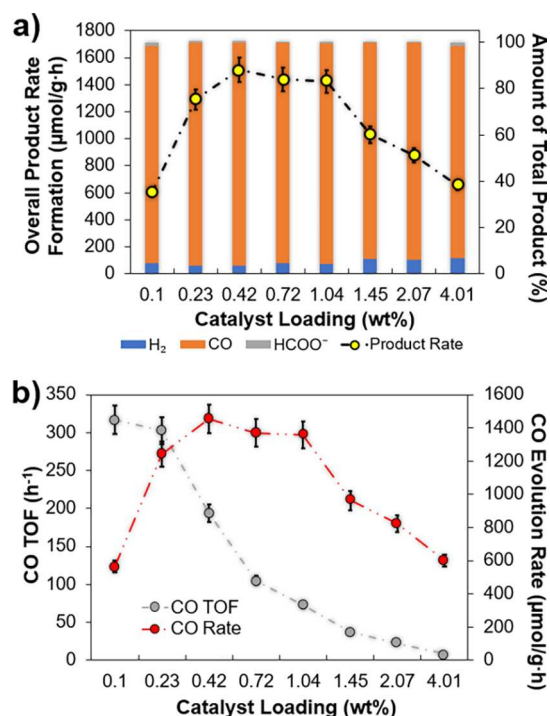 a)
Overall Product Rate
Formation (µmol/g·h)
1800
1600
1400
1200
1000
800
600
400
200
0
100
80
60
40
20
0
Amount of Total Product
(%)
0.1 0.23 0.42 0.72 1.04 1.45 2.07 4.01
Catalyst Loading (wt%)
H₂ CO HCOO⁻ Product Rate
b)
CO TOF (h⁻¹)
350
300
250
200
150
100
50
0
1600
1400
1200
1000
800
600
400
200
0
CO Evolution Rate (µmol/g·h)
CO TOF
CO Rate
0.1 0.23 0.42 0.72 1.04 1.45 2.07 4.01
Catalyst Loading (wt%)